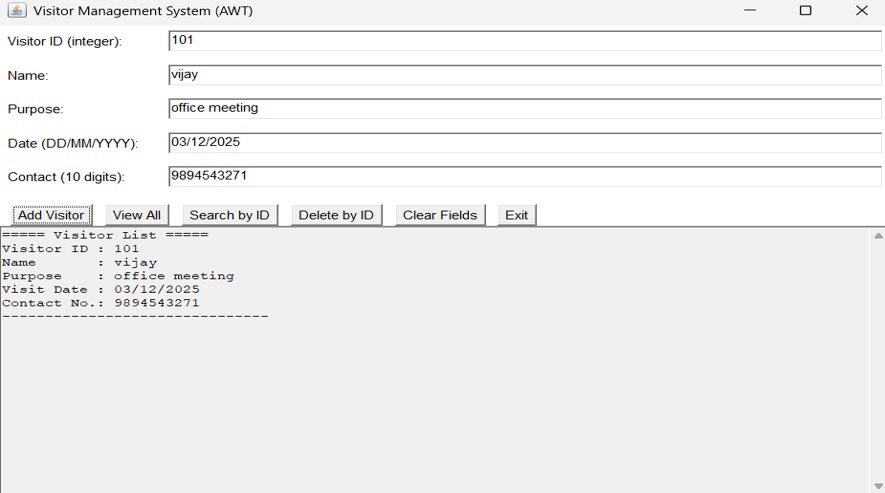 Visitor Management System (AWT)
Visitor ID (integer): 101
Name: vijay
Purpose: office meeting
Date (DD/MM/YYYY): 03/12/2025
Contact (10 digits): 9894543271
Add Visitor View All Search by ID Delete by ID Clear Fields Exit
===== Visitor List =====
Visitor ID : 101
Name       : vijay
Purpose    : office meeting
Visit Date : 03/12/2025
Contact No.: 9894543271
-------------------------------